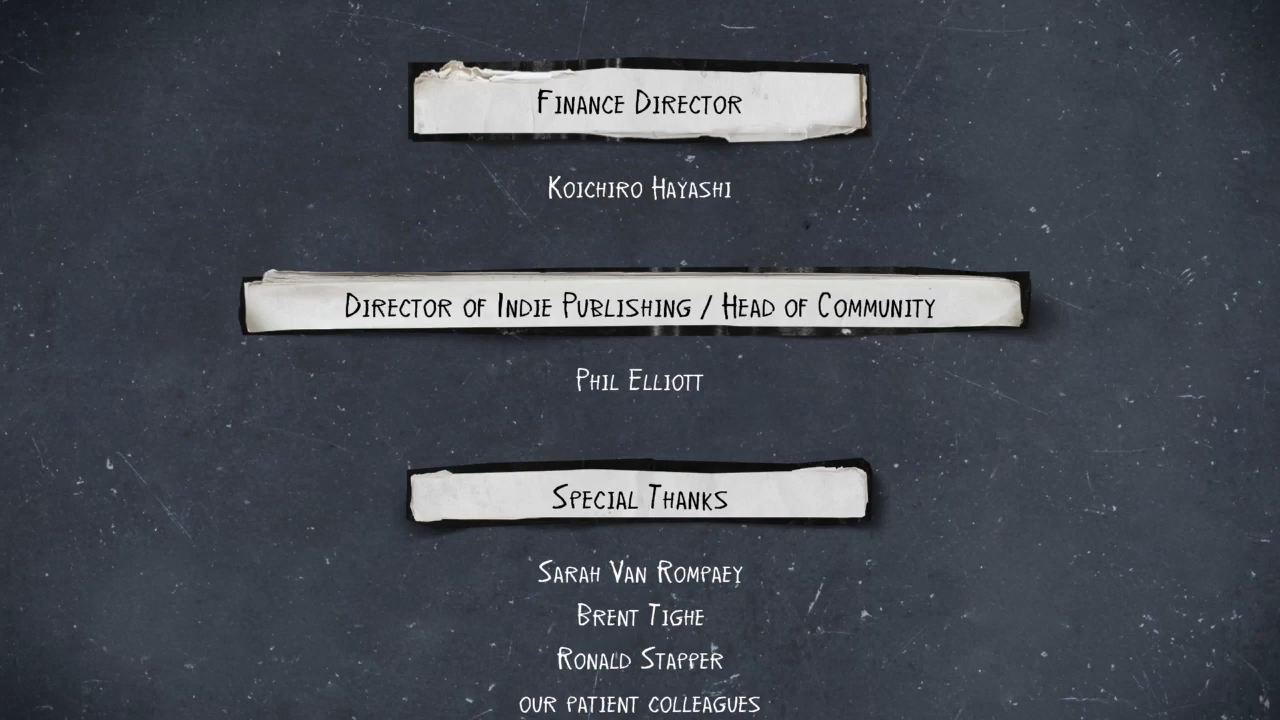 Finance Director
Koichiro Hayashi
Director of Indie Publishing / Head of Community
Phil Elliott
Special Thanks
Sarah Van Rompaey
Brent Tighe
Ronald Stapper
our patient colleagues